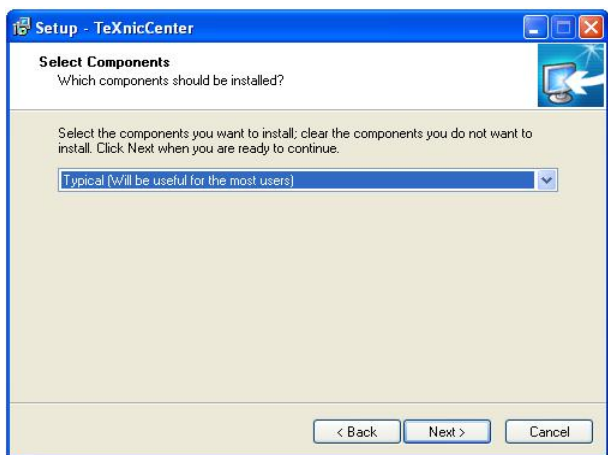 Setup - TeXnicCenter
Select Components
Which components should be installed?
Select the components you want to install; clear the components you do not want to
install. Click Next when you are ready to continue.
Typical (Will be useful for the most users)
< Back
Next >
Cancel